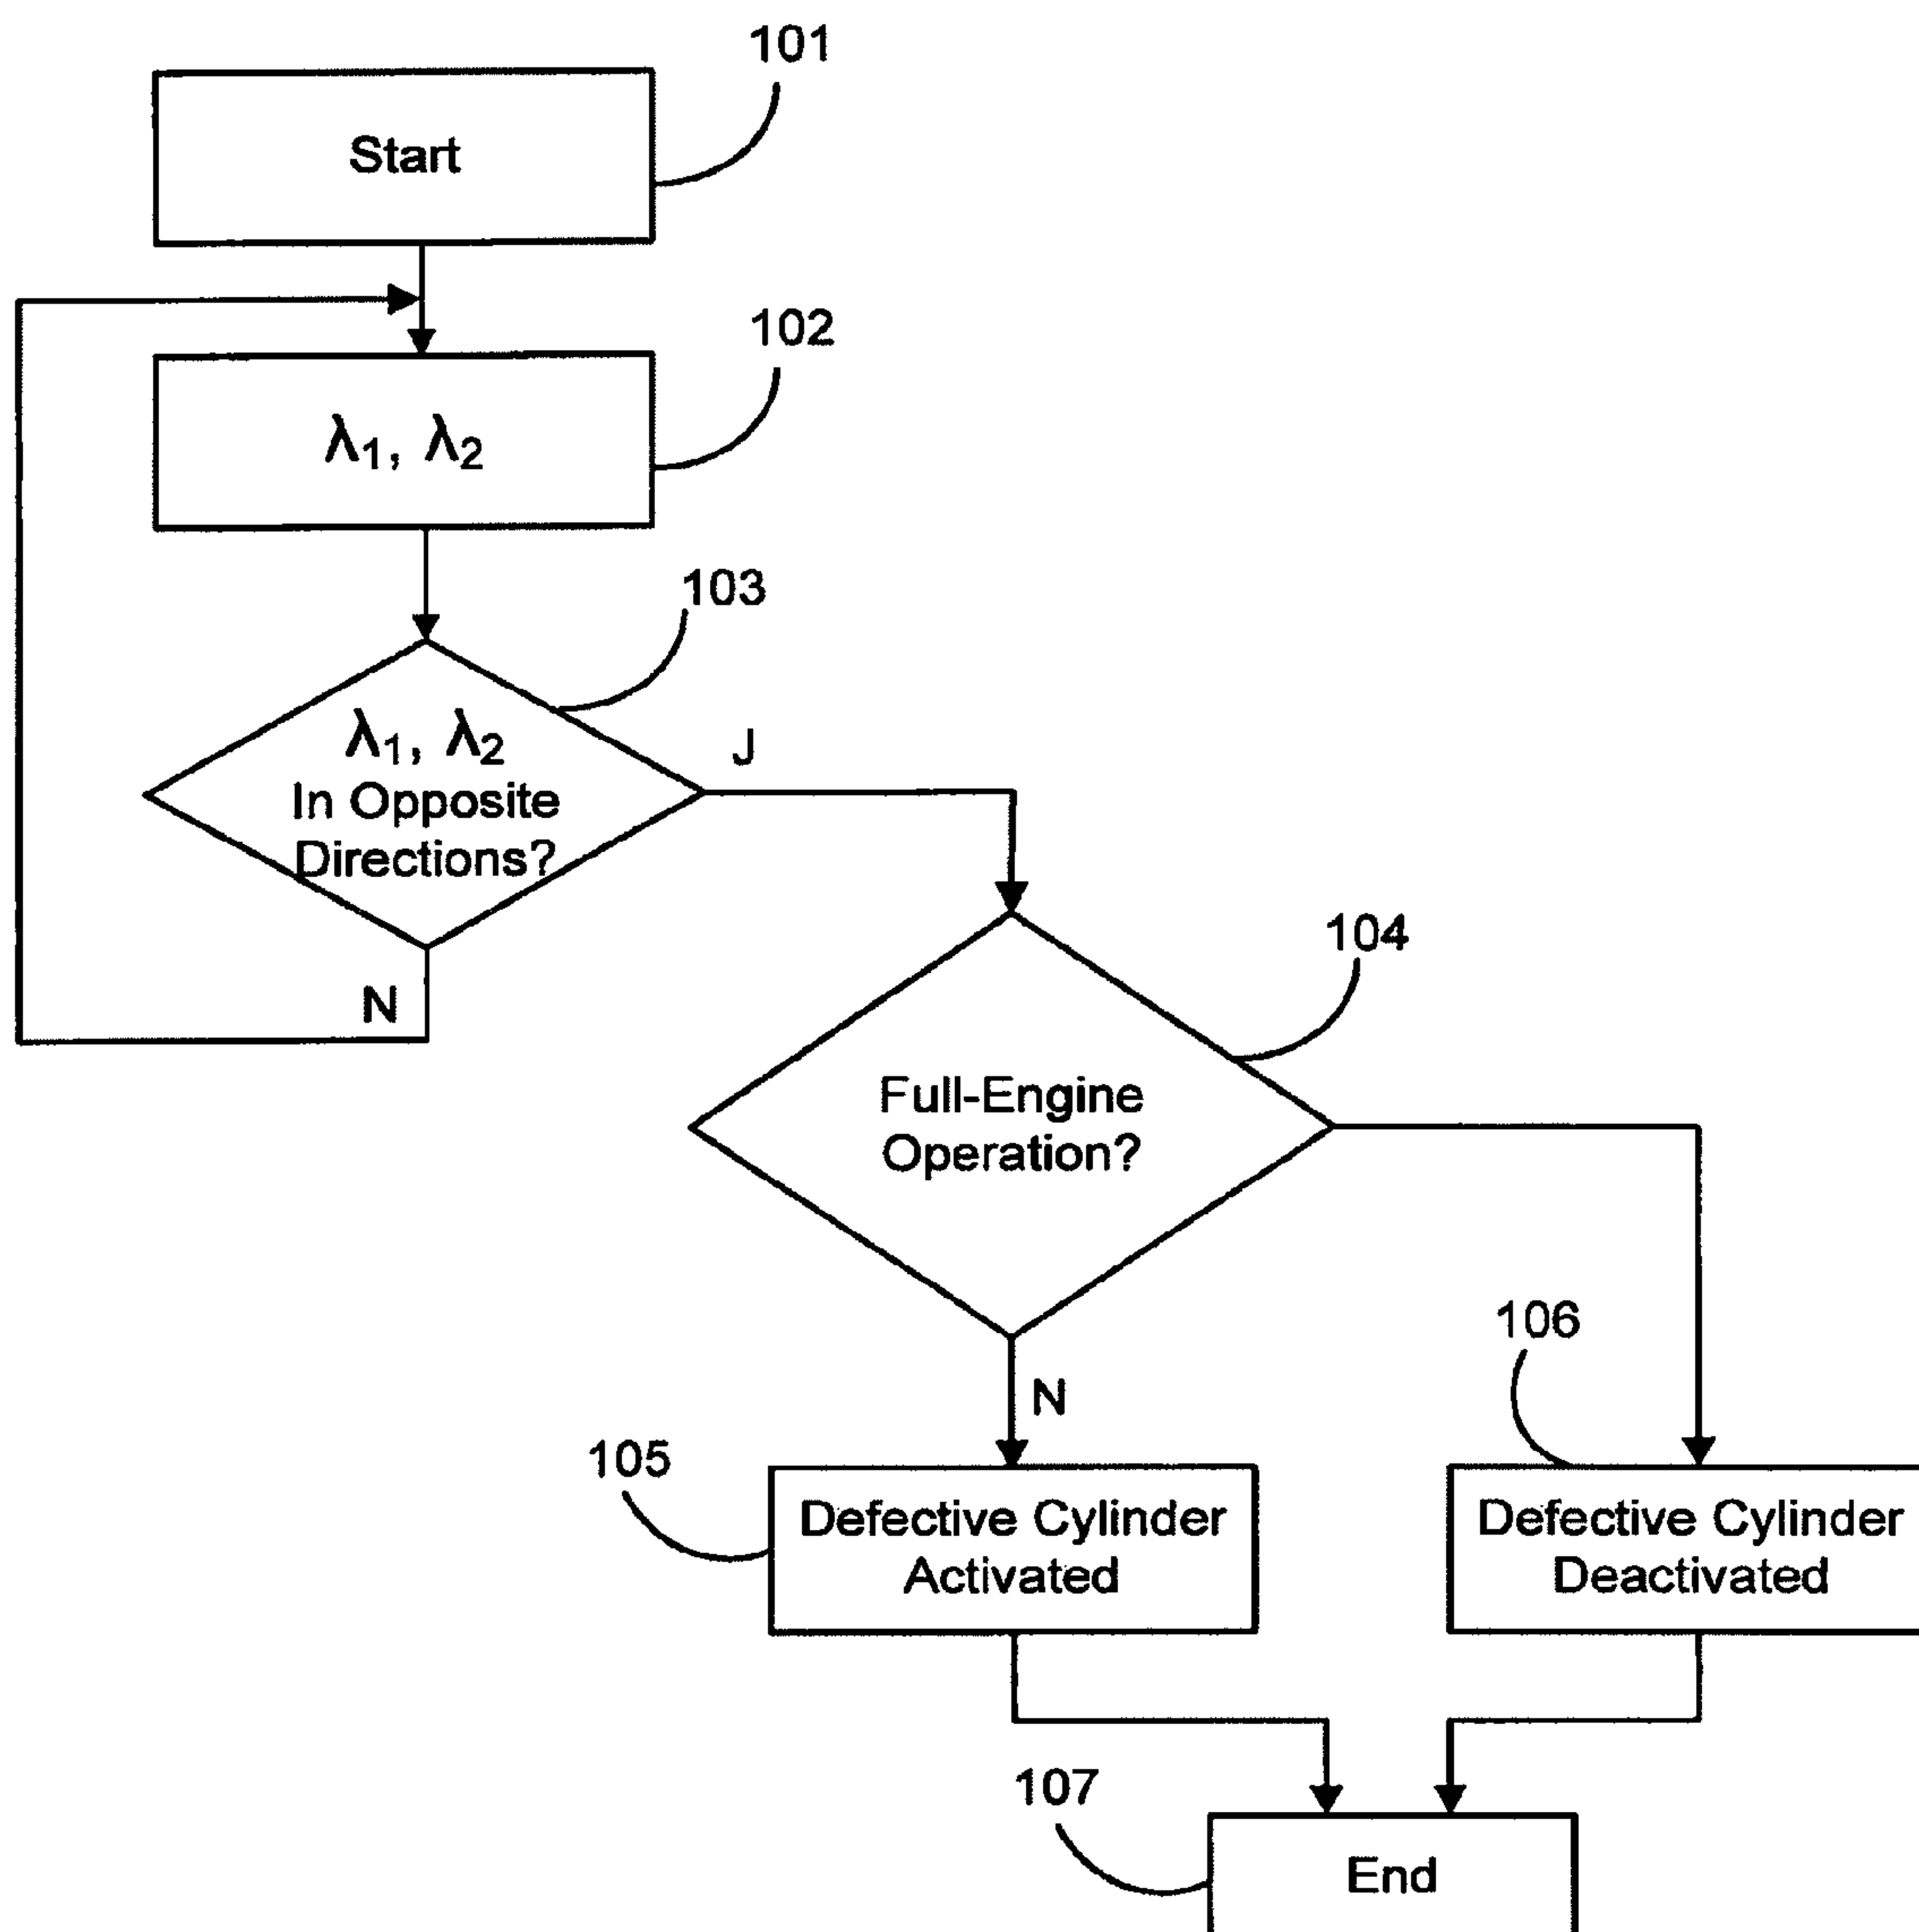 101
Start
102
λ1, λ2
103
λ1, λ2
In Opposite
Directions?
J
N
104
Full-Engine
Operation?
N
105
Defective Cylinder
Activated
106
Defective Cylinder
Deactivated
107
End